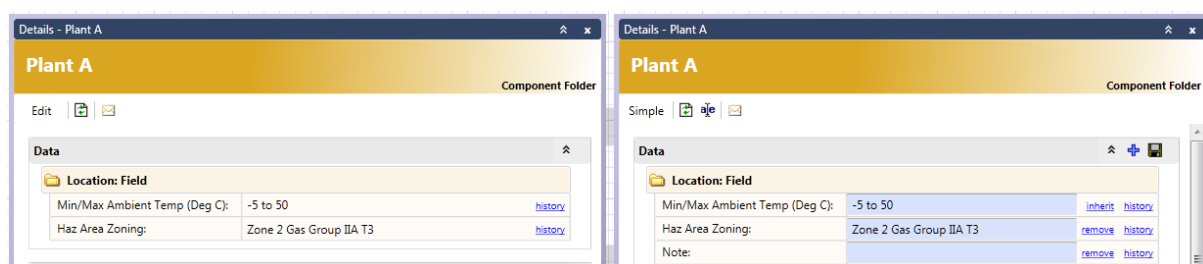 Details - Plant A
x
Plant A
Component Folder
Edit
Data
Location: Field
Min/Max Ambient Temp (Deg C): -5 to 50 history
Haz Area Zoning: Zone 2 Gas Group IIA T3 history
Details - Plant A
x
Plant A
Component Folder
Simple a|e
Data
Location: Field
Min/Max Ambient Temp (Deg C): -5 to 50 inherit history
Haz Area Zoning: Zone 2 Gas Group IIA T3 remove history
Note: remove history